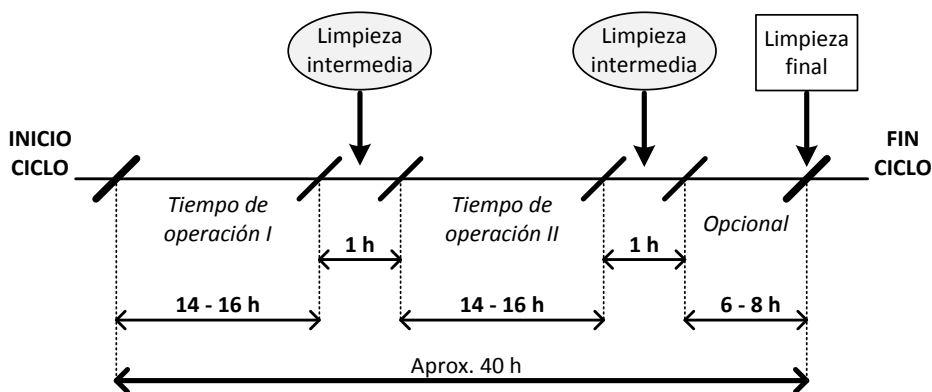 Limpieza
intermedia
Limpieza
intermedia
Limpieza
final
INICIO
CICLO
FIN
CICLO
Tiempo de
operación I
Tiempo de
operación II
Opcional
1 h
1 h
14 - 16 h
14 - 16 h
6 - 8 h
Aprox. 40 h